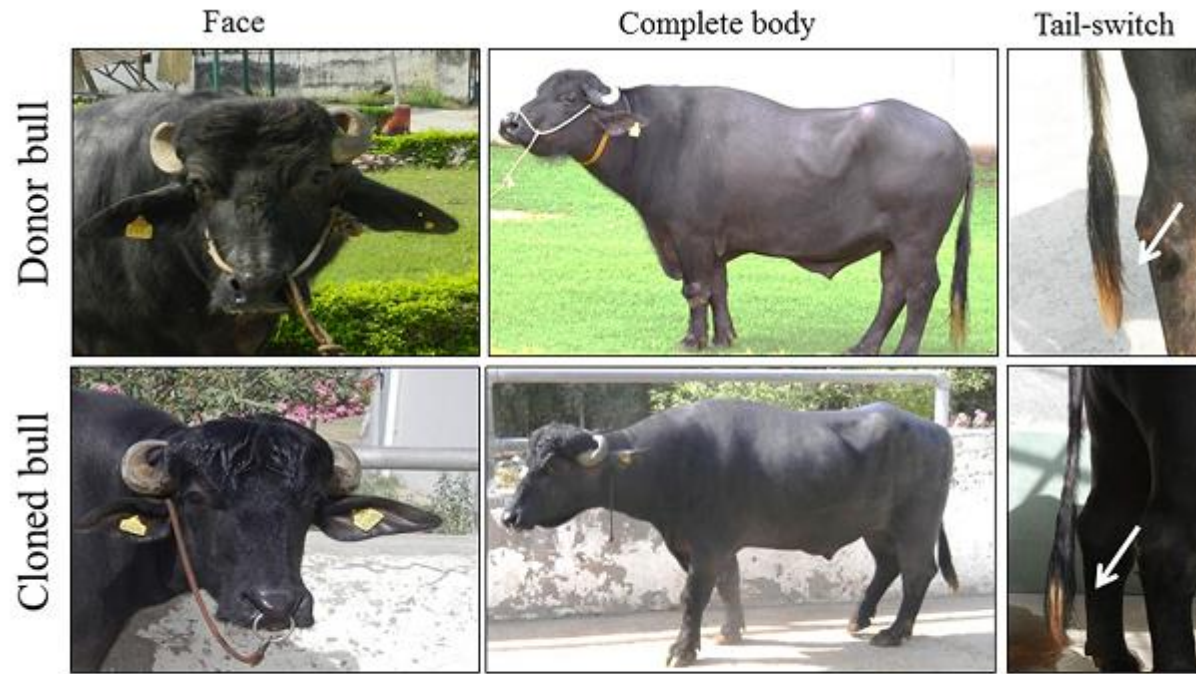 Face
Complete body
Tail-switch
Donor bull
Cloned bull